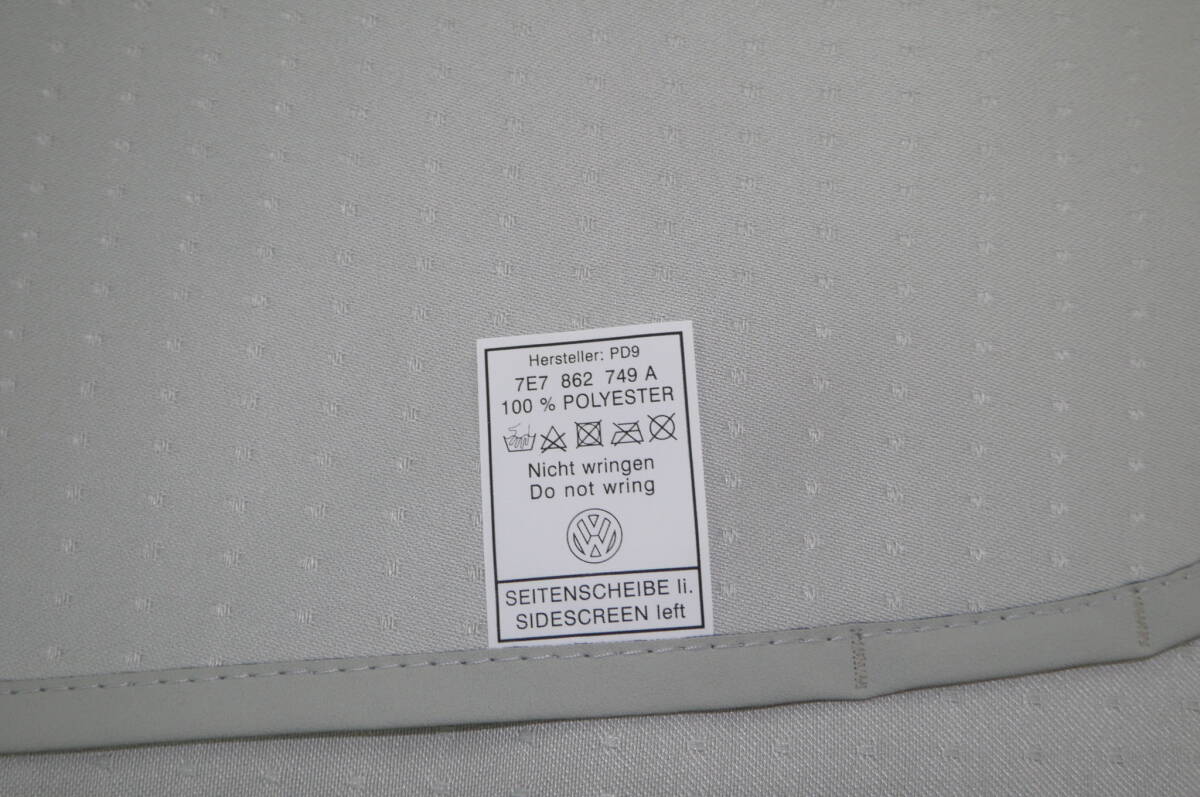 Hersteller: PD9
7E7 862 749 A
100 % POLYESTER
Nicht wringen
Do not wring
SEITENSCHEIBE li.
SIDESCREEN left